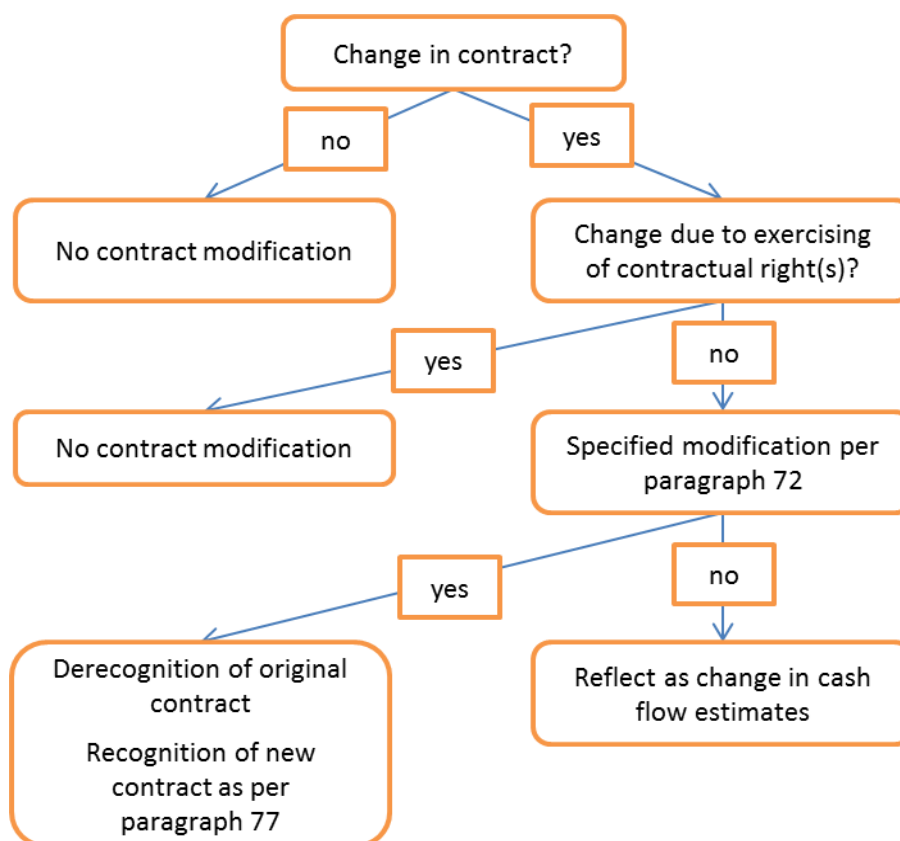 Change in contract?
no
yes
No contract modification
Change due to exercising
of contractual right(s)?
yes
no
No contract modification
Specified modification per
paragraph 72
yes
no
Derecognition of original
contract
Recognition of new
contract as per
paragraph 77
Reflect as change in cash
flow estimates